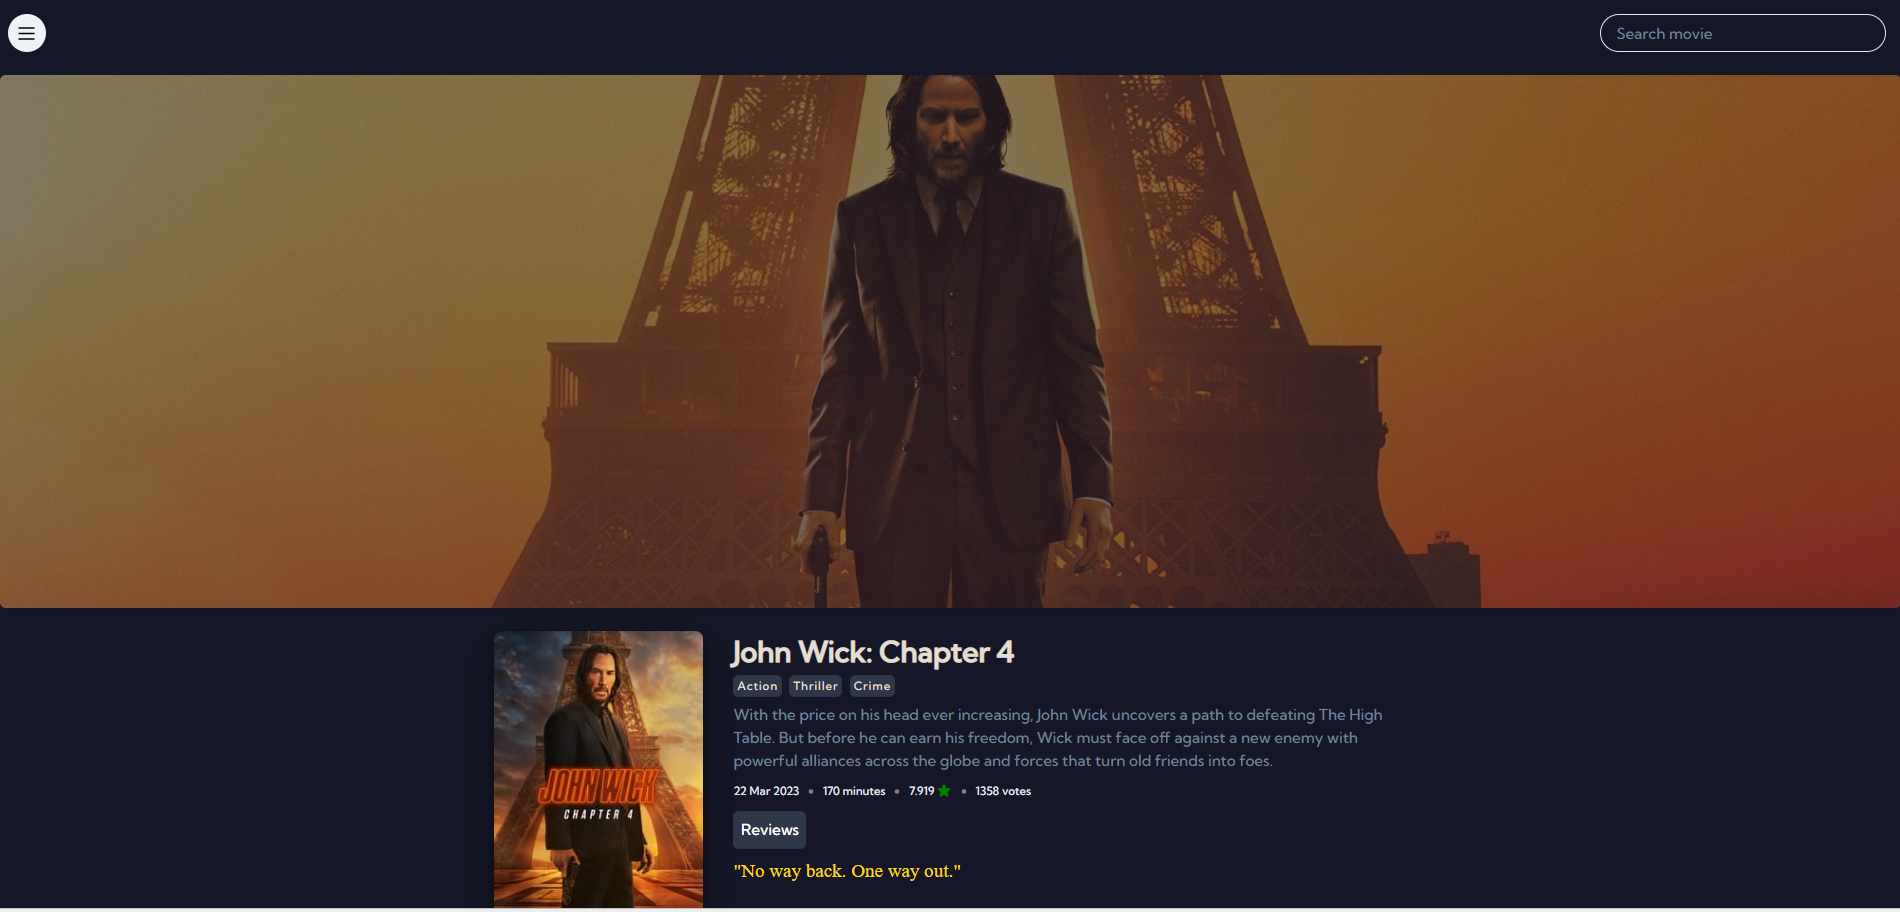 Search movie
John Wick: Chapter 4
Action Thriller Crime
With the price on his head ever increasing, John Wick uncovers a path to defeating The High
Table. But before he can earn his freedom, Wick must face off against a new enemy with
powerful alliances across the globe and forces that turn old friends into foes.
22 Mar 2023 • 170 minutes • 7.919 ★ • 1358 votes
Reviews
"No way back. One way out."
JOHN WICK
CHAPTER 4